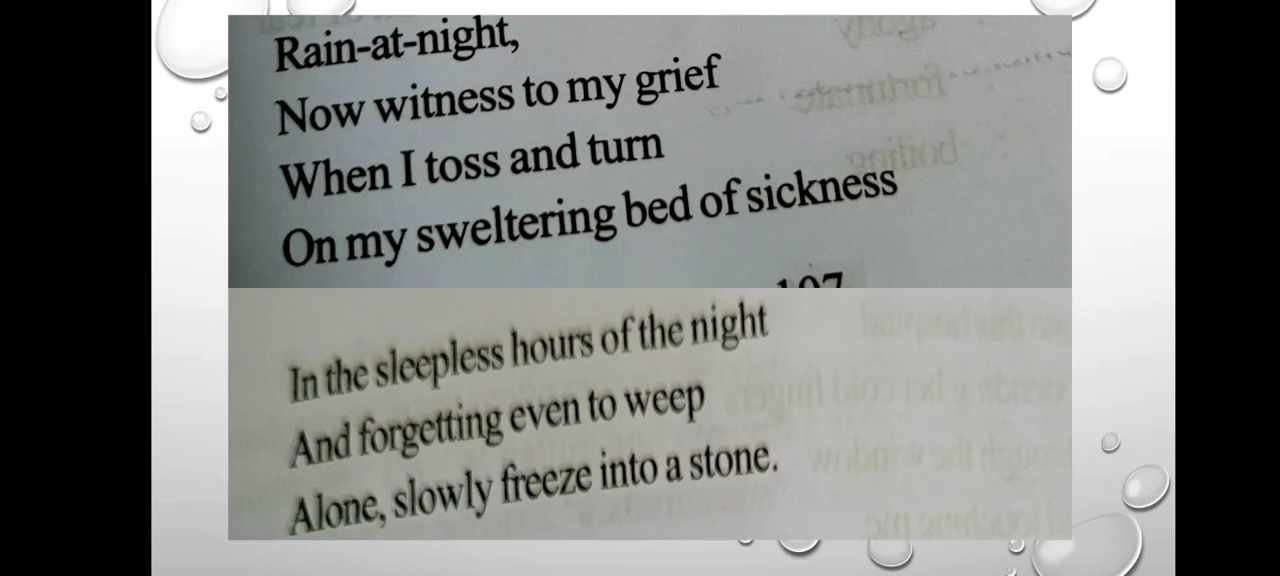 Rain-at-night,
Now witness to my grief
When I toss and turn
On my sweltering bed of sickness
107
In the sleepless hours of the night
And forgetting even to weep
Alone, slowly freeze into a stone.